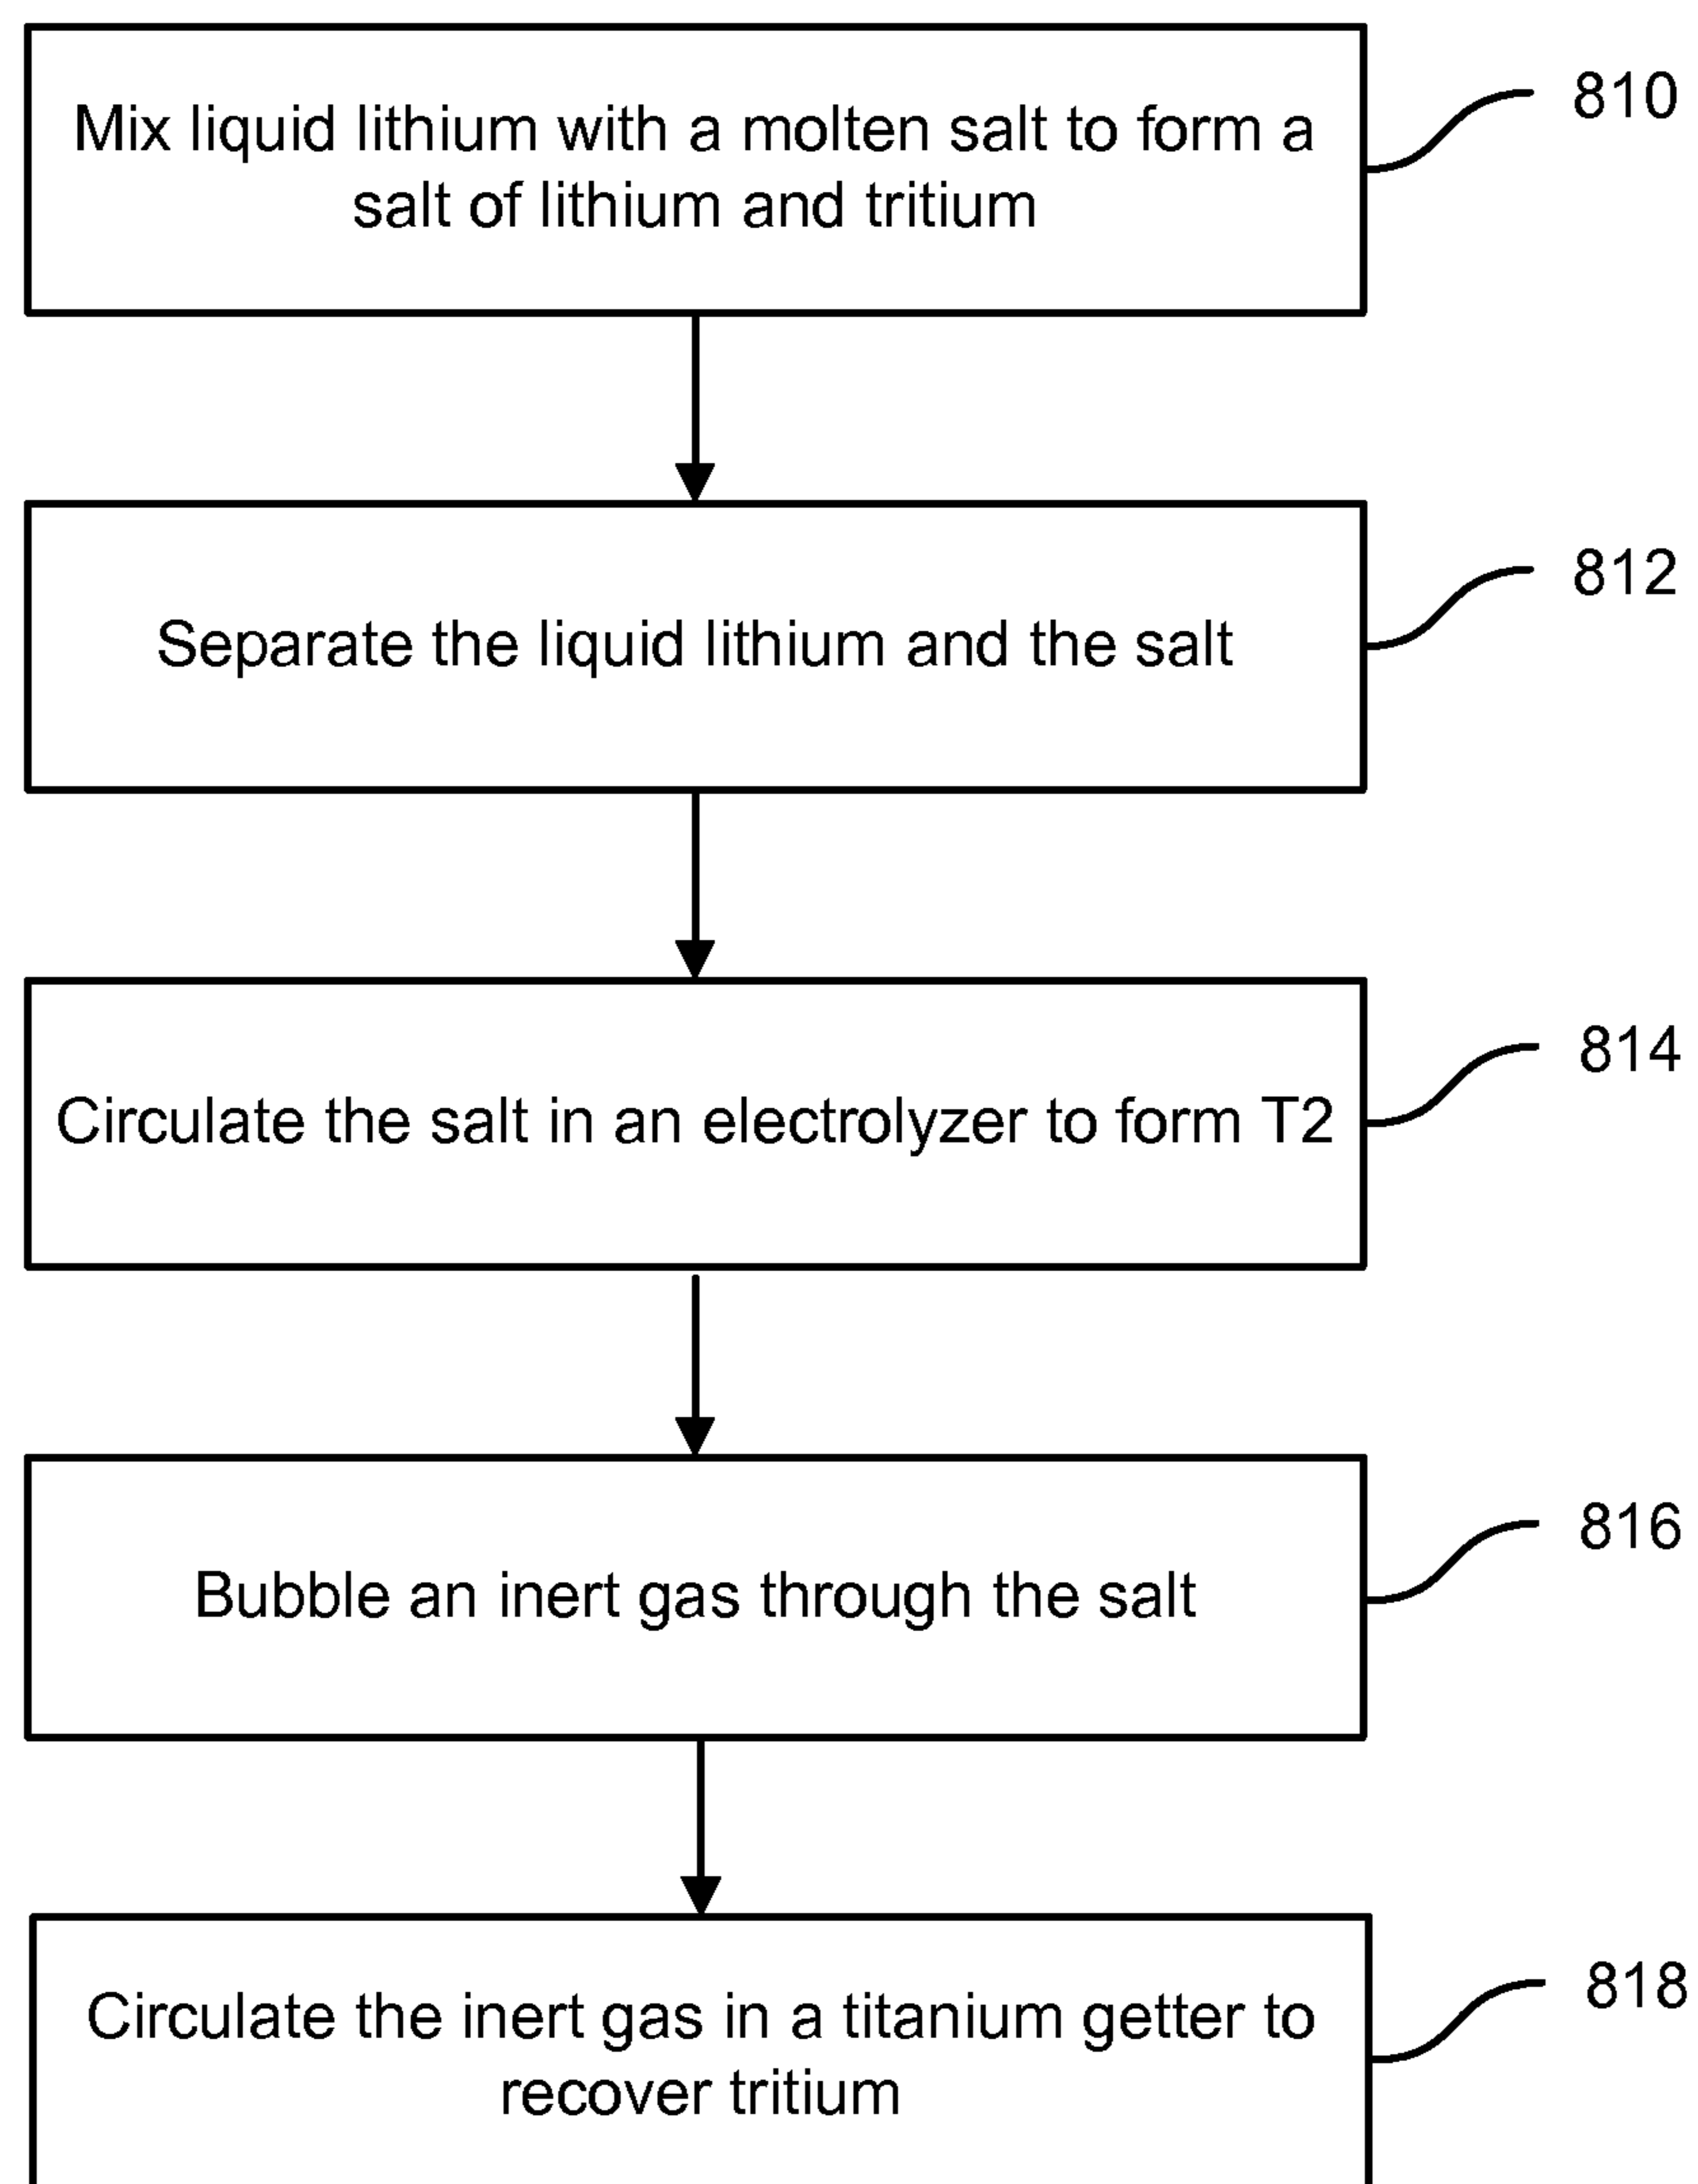 Mix liquid lithium with a molten salt to form a
salt of lithium and tritium
810
Separate the liquid lithium and the salt
812
Circulate the salt in an electrolyzer to form T2
814
Bubble an inert gas through the salt
816
Circulate the inert gas in a titanium getter to
recover tritium
818